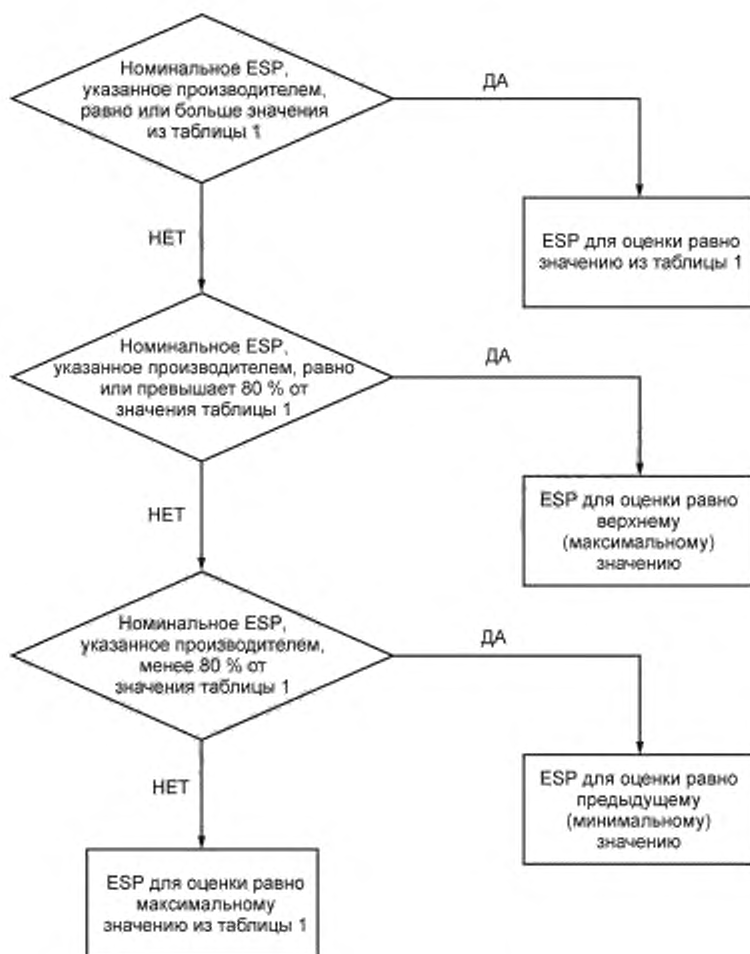 Номинальное ESP,
указанное производителем,
равно или больше значения
из таблицы 1
ДА
ESP для оценки равно
значению из таблицы 1
НЕТ
Номинальное ESP,
указанное производителем, равно
или превышает 80 % от
значения таблицы 1
ДА
ESP для оценки равно
верхнему
(максимальному)
значению
НЕТ
Номинальное ESP,
указанное производителем,
менее 80 % от
значения таблицы 1
ДА
ESP для оценки равно
предыдущему
(минимальному)
значению
НЕТ
ESP для оценки равно
максимальному
значению из таблицы 1